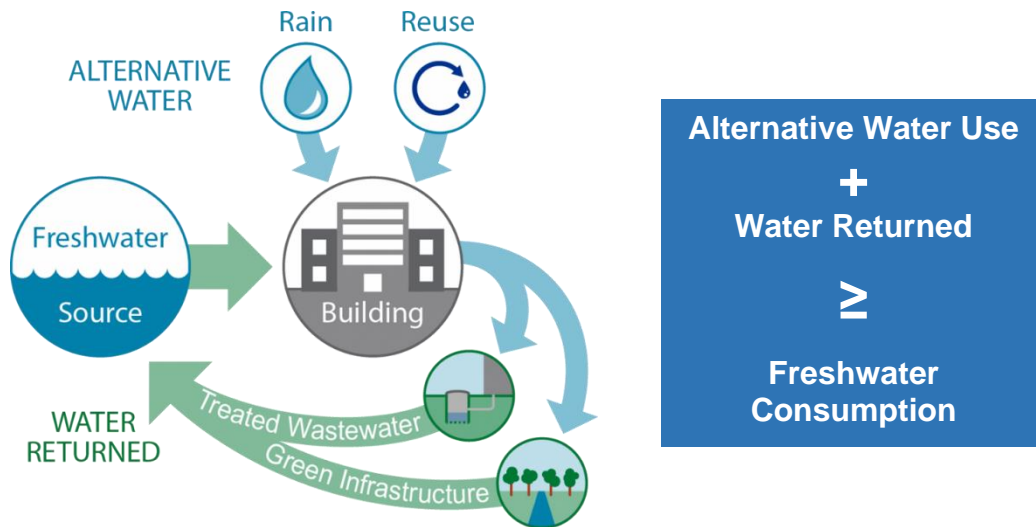 Rain
Reuse
ALTERNATIVE
WATER
Freshwater
Source
Building
Treated Wastewater
Green Infrastructure
WATER
RETURNED
Alternative Water Use
+
Water Returned
≥
Freshwater
Consumption